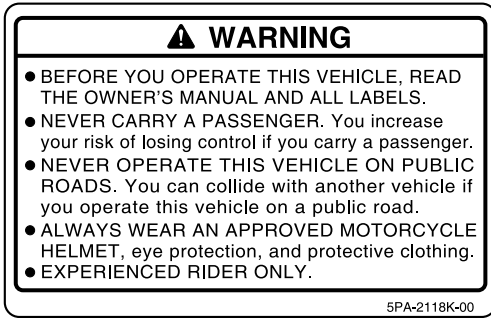 WARNING
● BEFORE YOU OPERATE THIS VEHICLE, READ
THE OWNER'S MANUAL AND ALL LABELS.
● NEVER CARRY A PASSENGER. You increase
your risk of losing control if you carry a passenger.
● NEVER OPERATE THIS VEHICLE ON PUBLIC
ROADS. You can collide with another vehicle if
you operate this vehicle on a public road.
● ALWAYS WEAR AN APPROVED MOTORCYCLE
HELMET, eye protection, and protective clothing.
● EXPERIENCED RIDER ONLY.
5PA-2118K-00